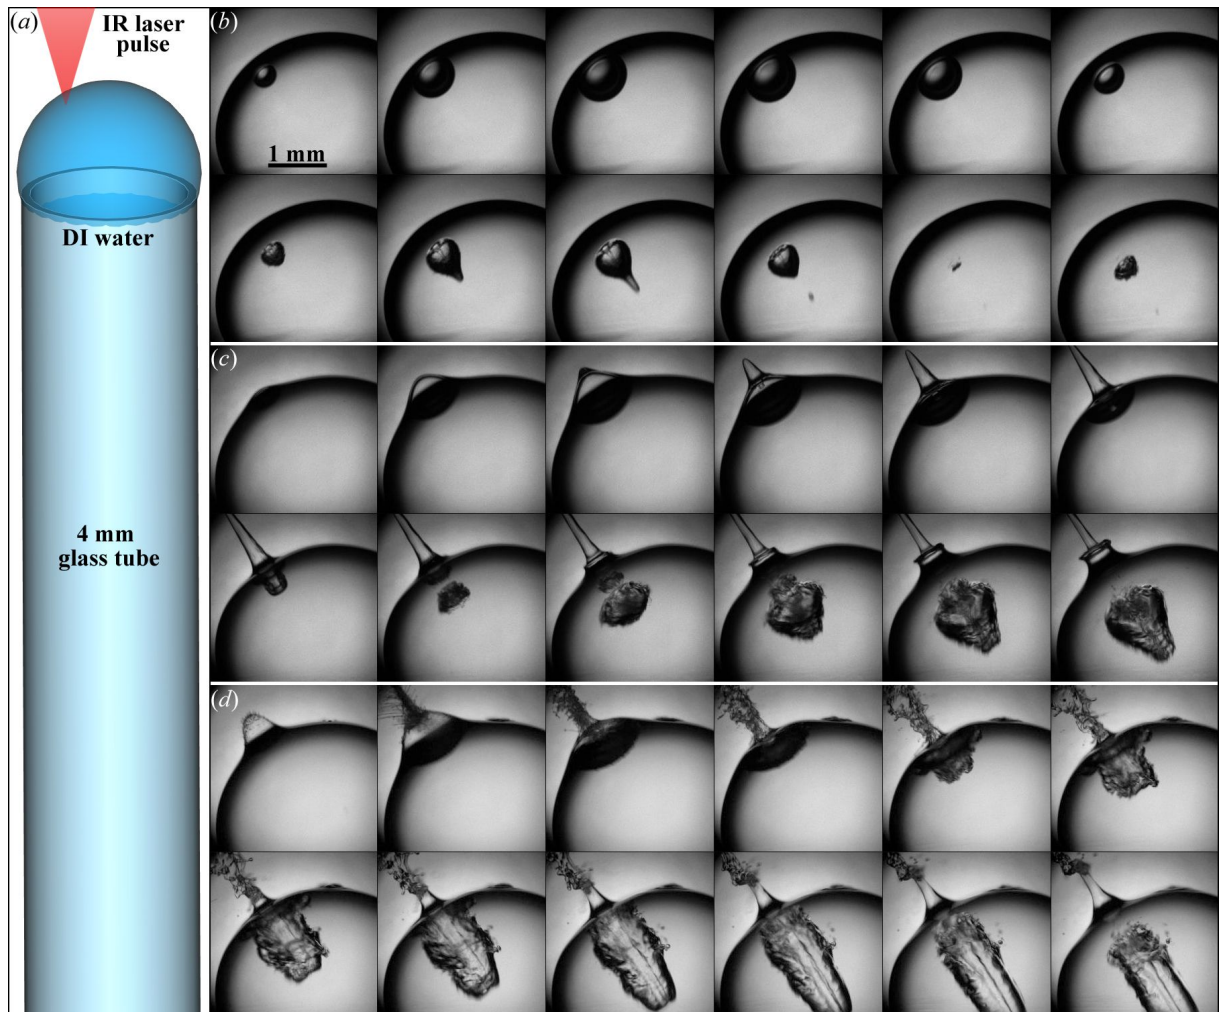 (a)
IR laser
pulse
DI water
4 mm
glass tube
(b)
1 mm
(c)
(d)